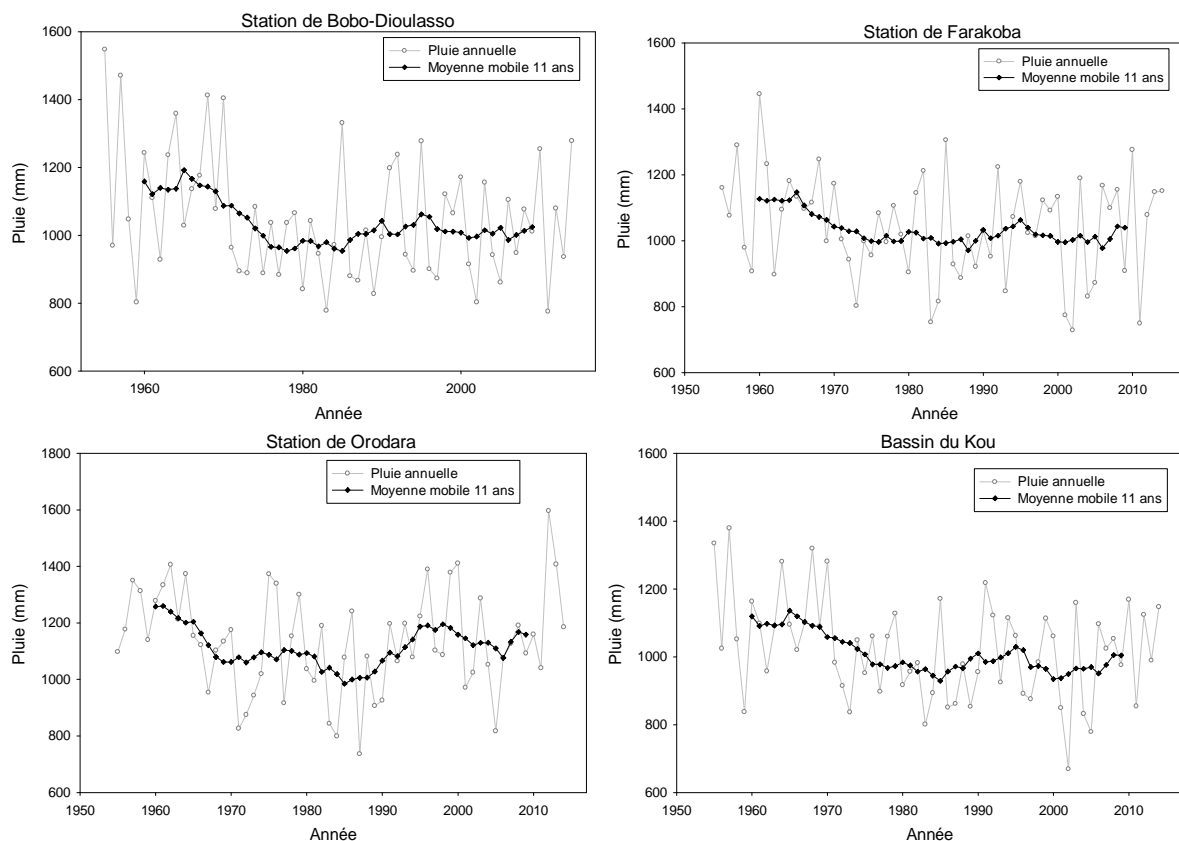 Station de Bobo-Dioulasso
1600
1400
1200
1000
800
600
Pluie (mm)
Pluie annuelle
Moyenne mobile 11 ans
1960
1980
2000
Année
Station de Farakoba
1600
1400
1200
1000
800
600
Pluie (mm)
Pluie annuelle
Moyenne mobile 11 ans
1950
1960
1970
1980
1990
2000
2010
Année
Station de Orodara
1800
1600
1400
1200
1000
800
600
Pluie (mm)
Pluie annuelle
Moyenne mobile 11 ans
1950
1960
1970
1980
1990
2000
2010
Année
Bassin du Kou
1600
1400
1200
1000
800
600
Pluie (mm)
Pluie annuelle
Moyenne mobile 11 ans
1950
1960
1970
1980
1990
2000
2010
Année